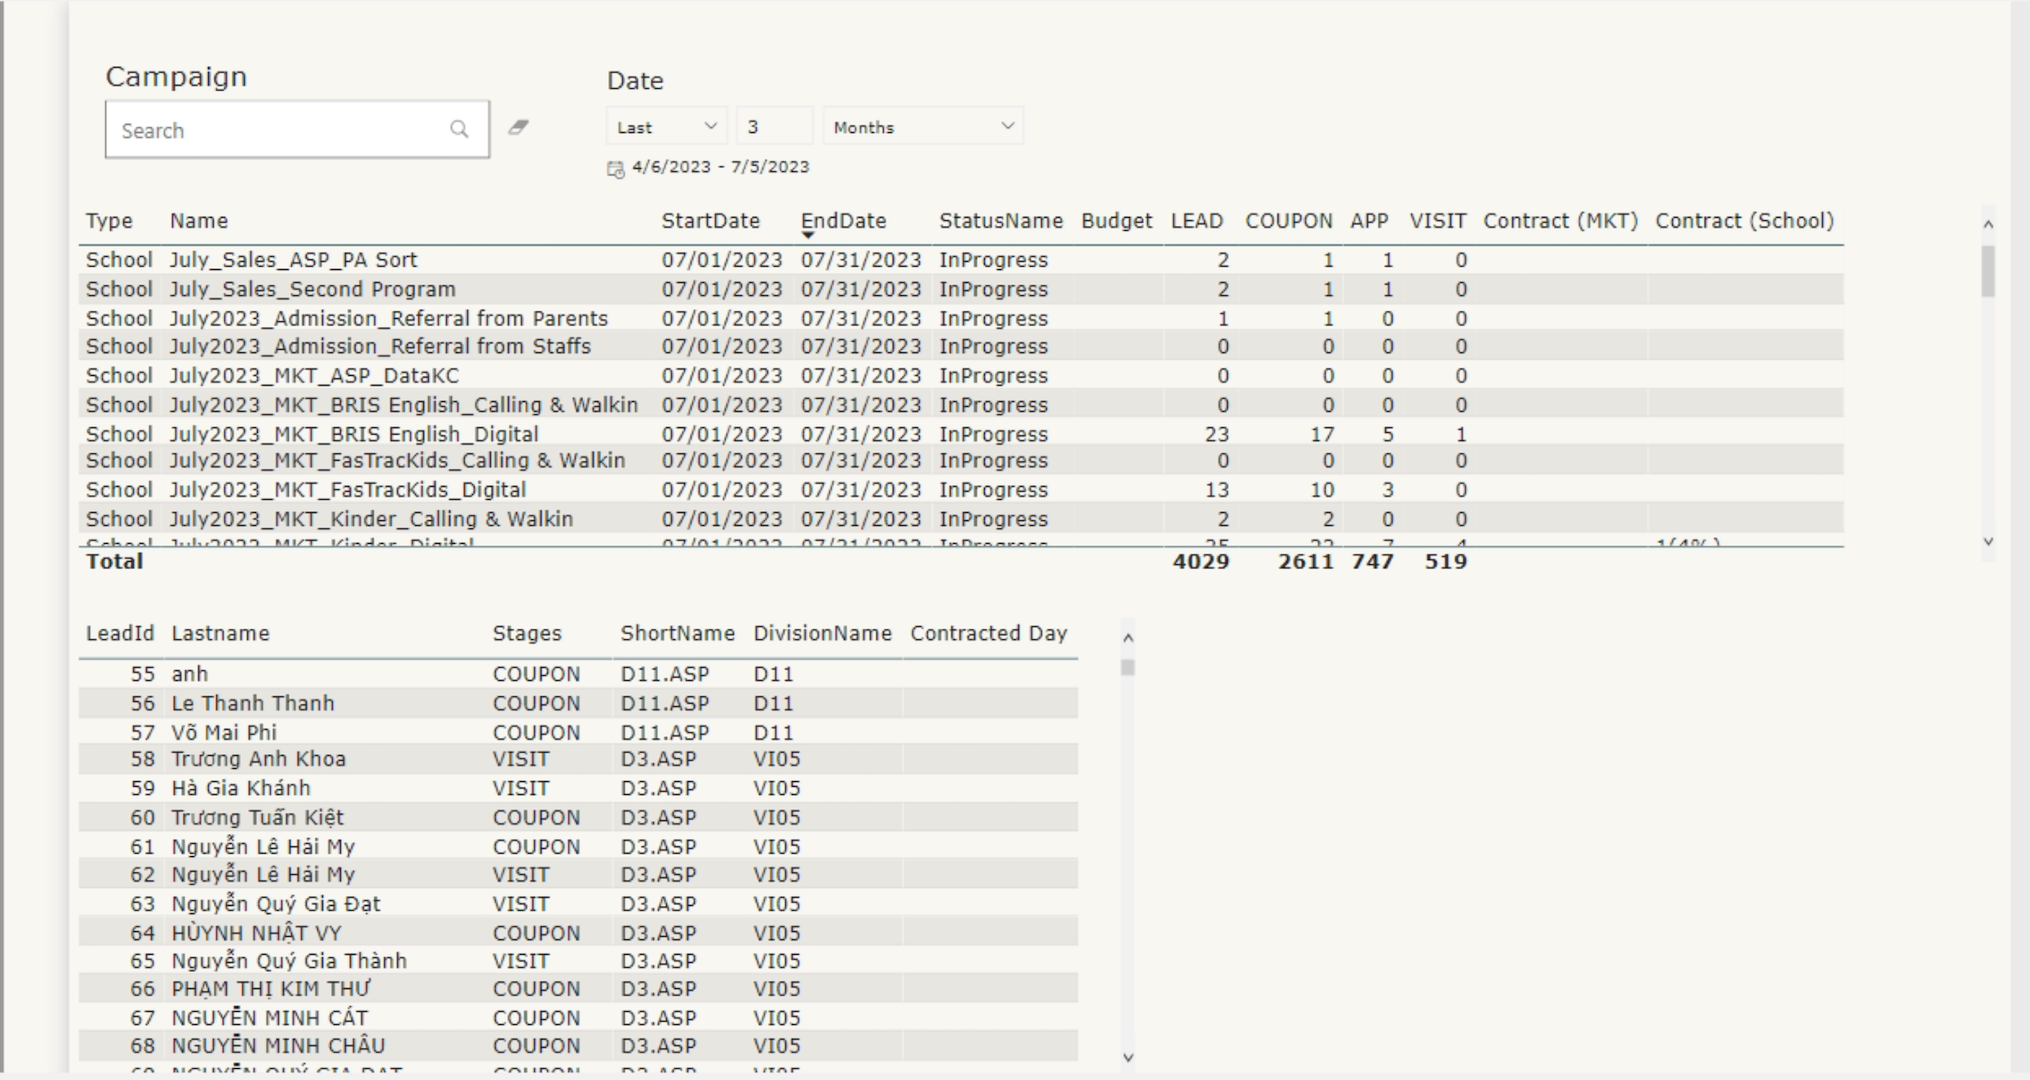 Campaign
Search
Date
Last 3 Months
4/6/2023 - 7/5/2023
Type Name StartDate EndDate StatusName Budget LEAD COUPON APP VISIT Contract (MKT) Contract (School)
School July_Sales_ASP_PA Sort 07/01/2023 07/31/2023 InProgress 2 1 1 0
School July_Sales_Second Program 07/01/2023 07/31/2023 InProgress 2 1 1 0
School July2023_Admission_Referral from Parents 07/01/2023 07/31/2023 InProgress 1 1 0 0
School July2023_Admission_Referral from Staffs 07/01/2023 07/31/2023 InProgress 0 0 0 0
School July2023_MKT_ASP_DataKC 07/01/2023 07/31/2023 InProgress 0 0 0 0
School July2023_MKT_BRIS English_Calling & Walkin 07/01/2023 07/31/2023 InProgress 0 0 0 0
School July2023_MKT_BRIS English_Digital 07/01/2023 07/31/2023 InProgress 23 17 5 1
School July2023_MKT_FasTracKids_Calling & Walkin 07/01/2023 07/31/2023 InProgress 0 0 0 0
School July2023_MKT_FasTracKids_Digital 07/01/2023 07/31/2023 InProgress 13 10 3 0
School July2023_MKT_Kinder_Calling & Walkin 07/01/2023 07/31/2023 InProgress 2 2 0 0
School July2023_MKT_Kinder_Digital 07/01/2023 07/31/2023 InProgress
Total 4029 2611 747 519
LeadId Lastname Stages ShortName DivisionName Contracted Day
55 anh COUPON D11.ASP D11
56 Le Thanh Thanh COUPON D11.ASP D11
57 Võ Mai Phi COUPON D11.ASP D11
58 Trương Anh Khoa VISIT D3.ASP VI05
59 Hà Gia Khánh VISIT D3.ASP VI05
60 Trương Tuấn Kiệt COUPON D3.ASP VI05
61 Nguyễn Lê Hải My COUPON D3.ASP VI05
62 Nguyễn Lê Hải My VISIT D3.ASP VI05
63 Nguyễn Quý Gia Đạt VISIT D3.ASP VI05
64 HÙYNH NHẬT VY COUPON D3.ASP VI05
65 Nguyễn Quý Gia Thành VISIT D3.ASP VI05
66 PHẠM THỊ KIM THƯ COUPON D3.ASP VI05
67 NGUYỄN MINH CÁT COUPON D3.ASP VI05
68 NGUYỄN MINH CHÂU COUPON D3.ASP VI05